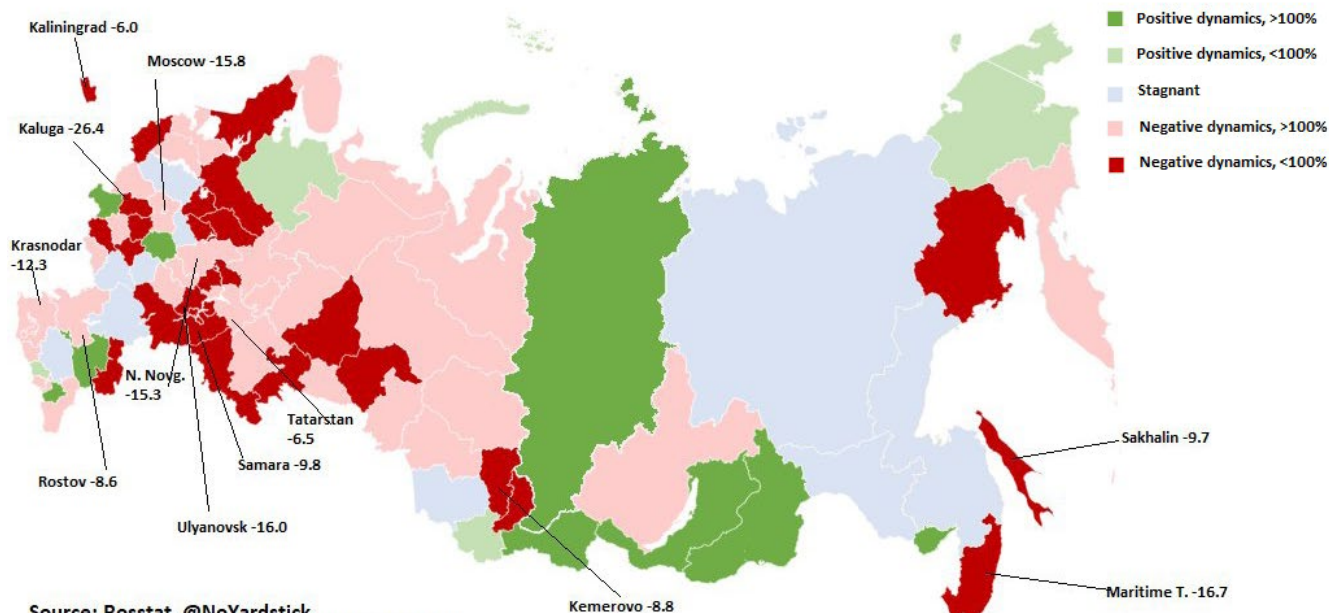 Kaliningrad -6.0
Moscow -15.8
Kaluga -26.4
Krasnodar
-12.3
N. Novg.
-15.3
Tatarstan
-6.5
Samara -9.8
Rostov -8.6
Ulyanovsk -16.0
Kemerovo -8.8
Sakhalin -9.7
Maritime T. -16.7
Positive dynamics, >100%
Positive dynamics, <100%
Stagnant
Negative dynamics, >100%
Negative dynamics, <100%
Source: Rosstat, @NoYardstick